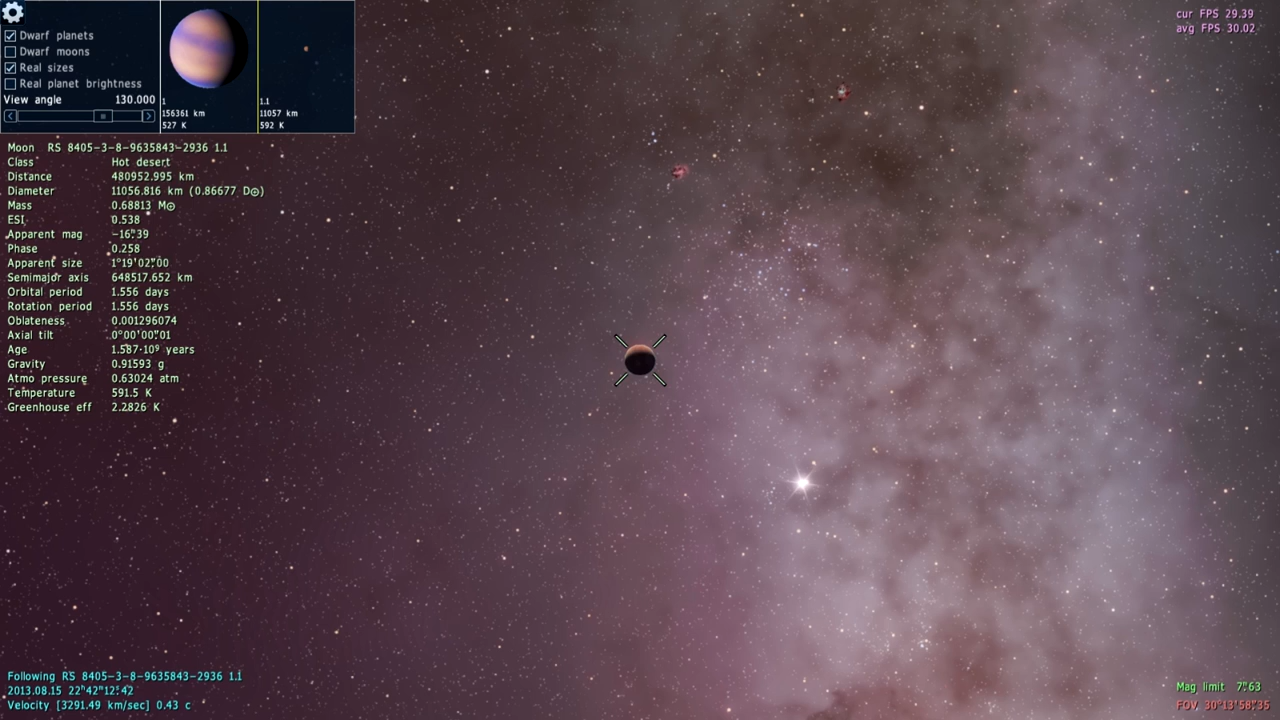 Dwarf planets
Dwarf moons
Real sizes
Real planet brightness
View angle 130.000
1
156361 km
527 K
1.1
11057 km
592 K
cur FPS 29.39
avg FPS 30.02
Moon RS 8405-3-8-9635843-2936 1.1
Class Hot desert
Distance 480952.995 km
Diameter 11056.816 km (0.86677 D⊕)
Mass 0.68813 M⊕
ESI 0.538
Apparent mag -16.m39
Phase 0.258
Apparent size 1°19'02."00
Semimajor axis 648517.652 km
Orbital period 1.556 days
Rotation period 1.556 days
Oblateness 0.001296074
Axial tilt 0°00'00."01
Age 1.587·10⁹ years
Gravity 0.91593 g
Atmo pressure 0.63024 atm
Temperature 591.5 K
Greenhouse eff 2.2826 K
Following RS 8405-3-8-9635843-2936 1.1
2013.08.15 22ʰ42ᵐ12.ˢ42
Velocity [3291.49 km/sec] 0.43 c
Mag limit 7.ᵐ63
FOV 30°13'58."35